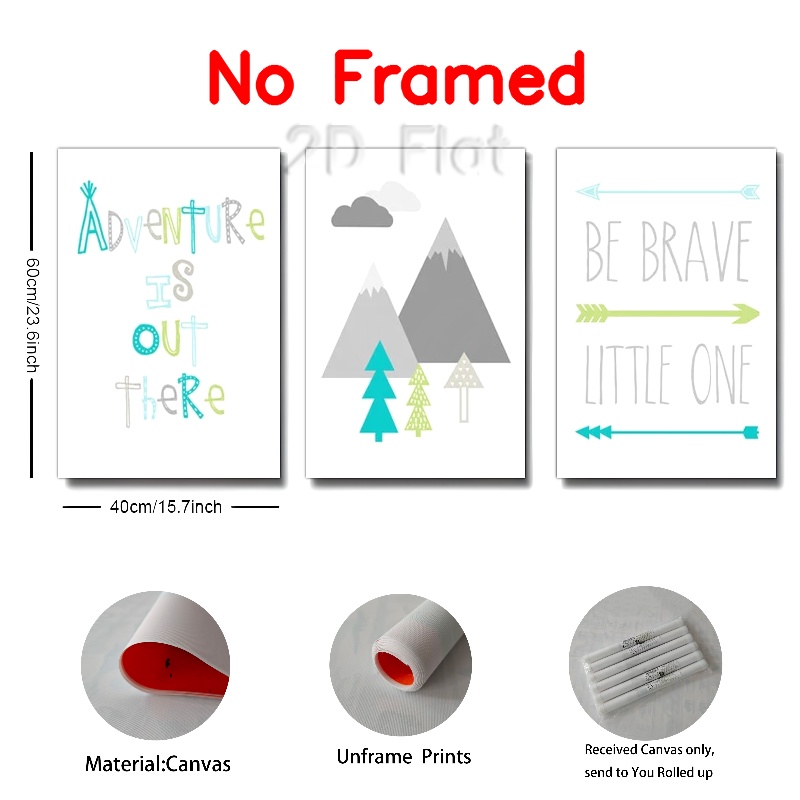 No Framed
2D Flat
60cm/23.6inch
ADVENTURe
IS
OUT
THeRe
BE BRAVE
LITTLE ONE
40cm/15.7inch
Material:Canvas
Unframe Prints
Received Canvas only,
send to You Rolled up